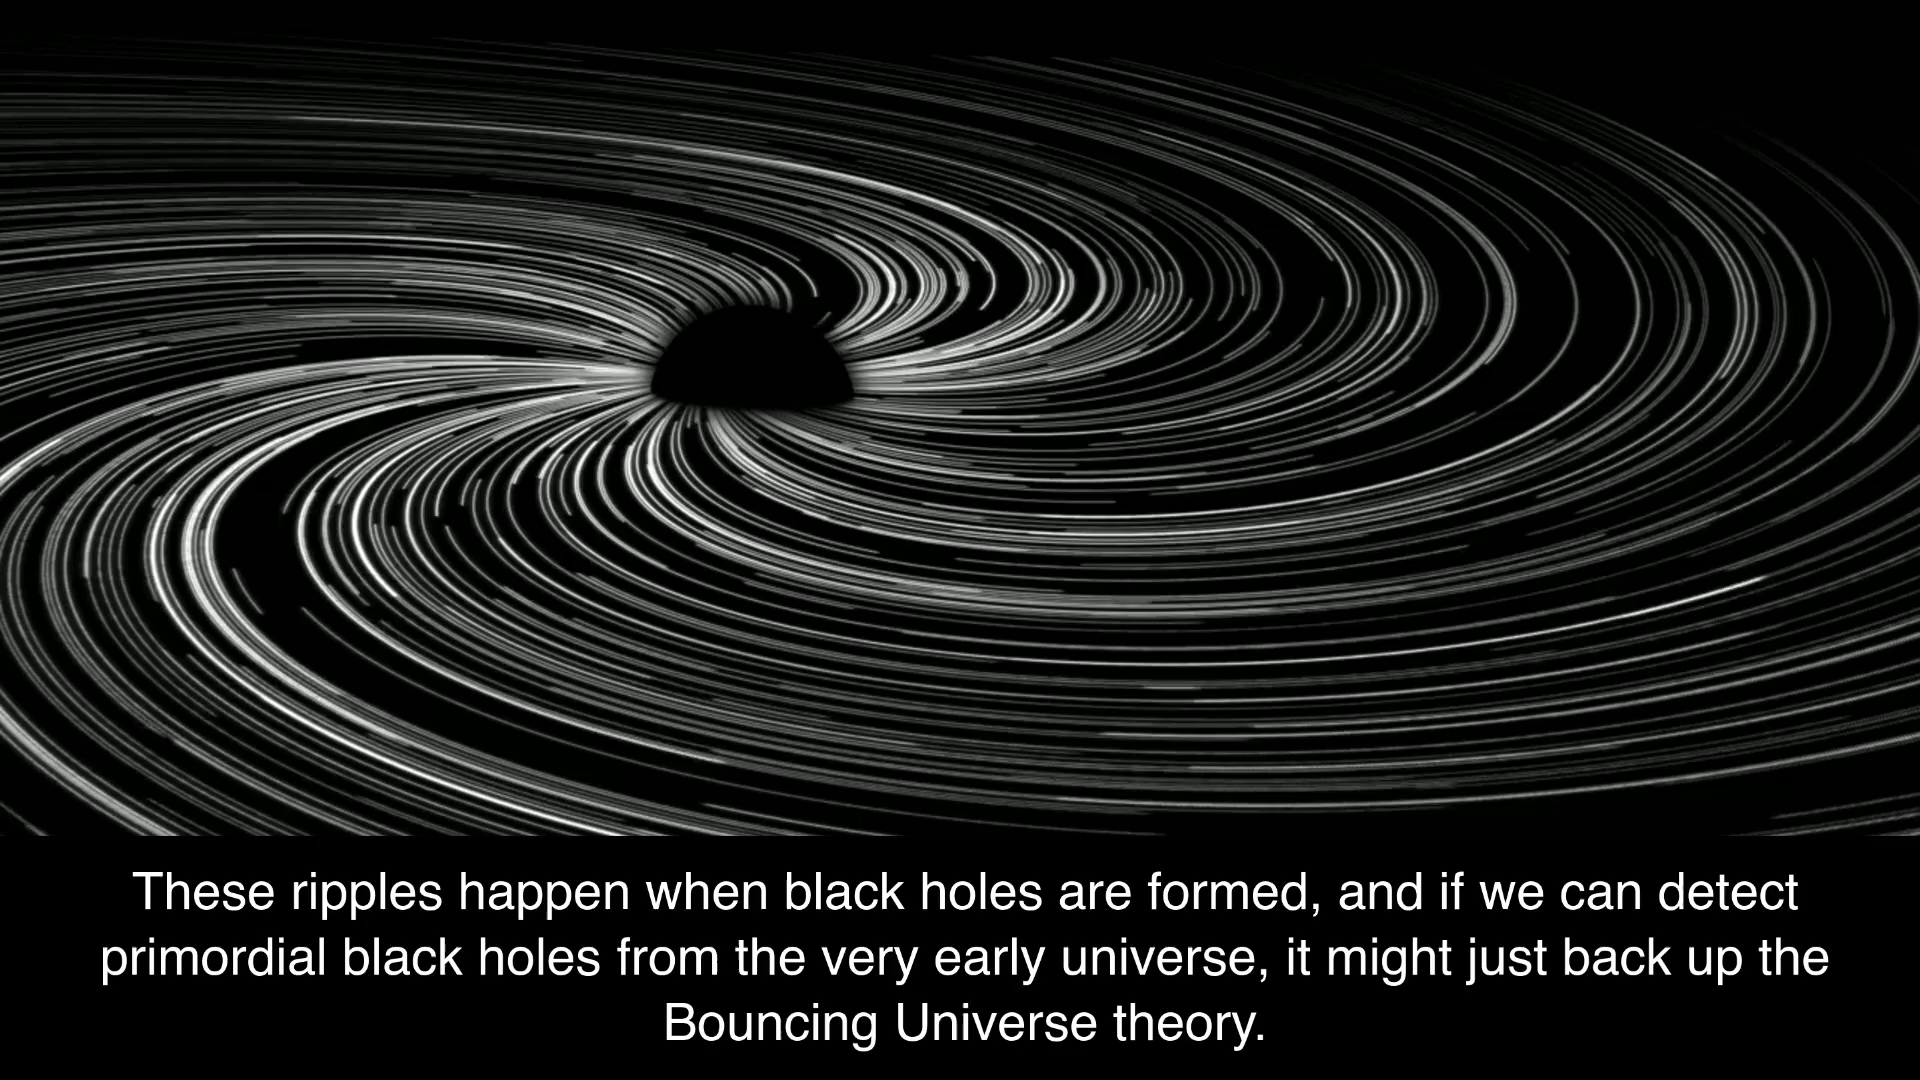 These ripples happen when black holes are formed, and if we can detect
primordial black holes from the very early universe, it might just back up the
Bouncing Universe theory.